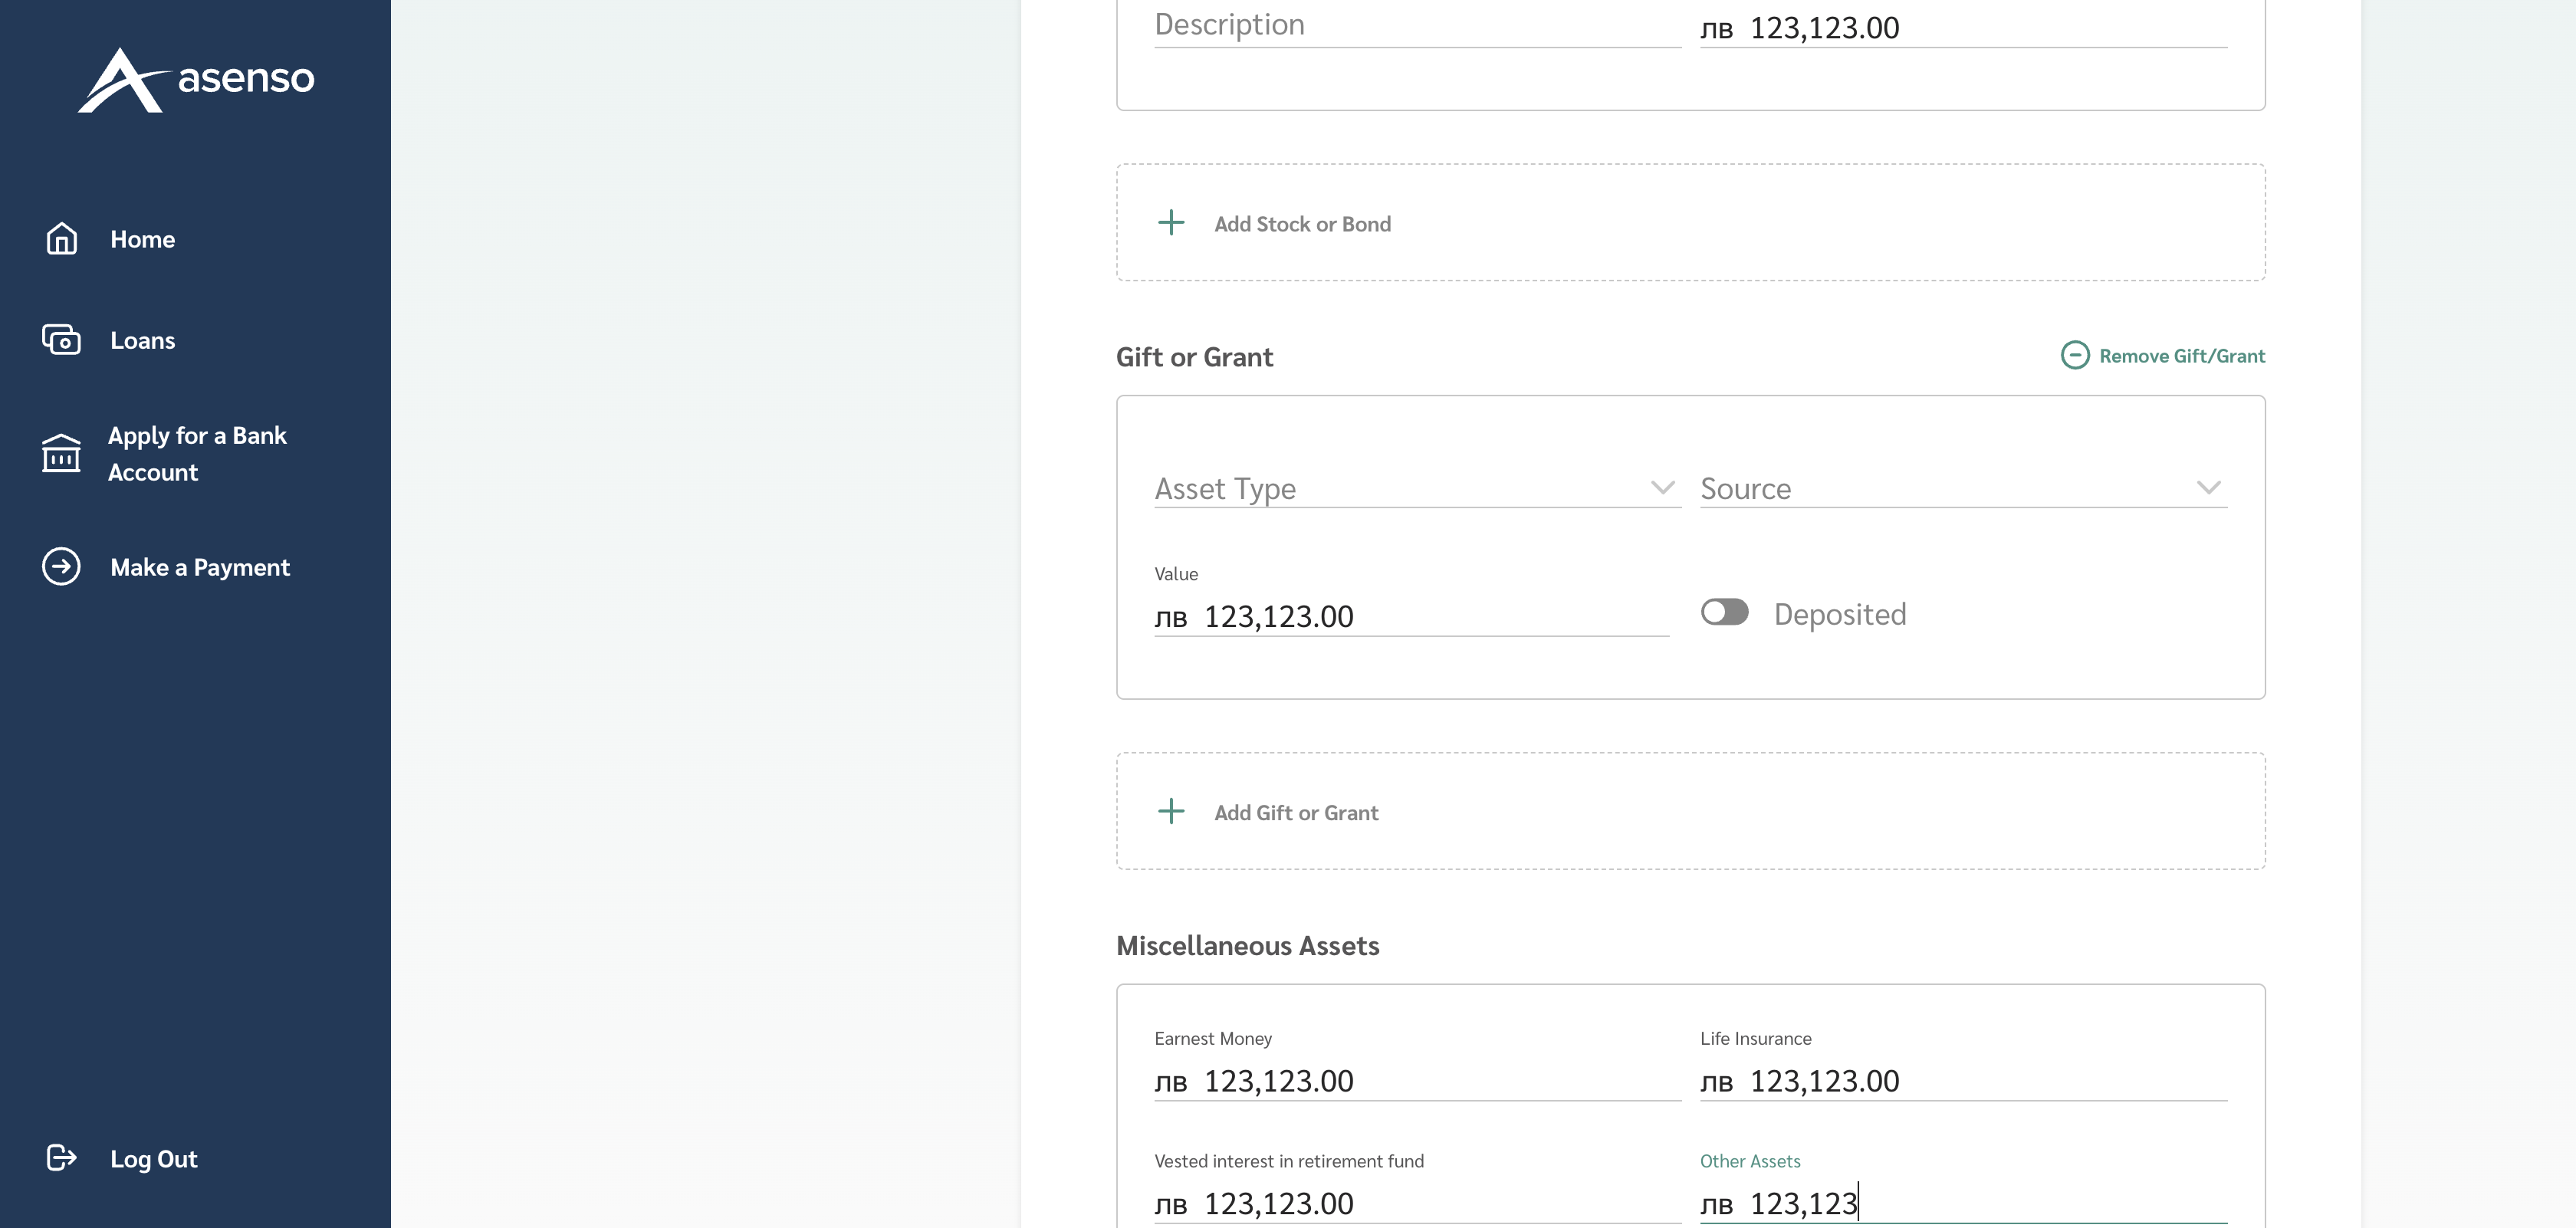 asenso
Home
Loans
Apply for a Bank
Account
Make a Payment
Log Out
Description
лв 123,123.00
Add Stock or Bond
Gift or Grant
Remove Gift/Grant
Asset Type
Source
Value
лв 123,123.00
Deposited
Add Gift or Grant
Miscellaneous Assets
Earnest Money
лв 123,123.00
Life Insurance
лв 123,123.00
Vested interest in retirement fund
лв 123,123.00
Other Assets
лв 123,123